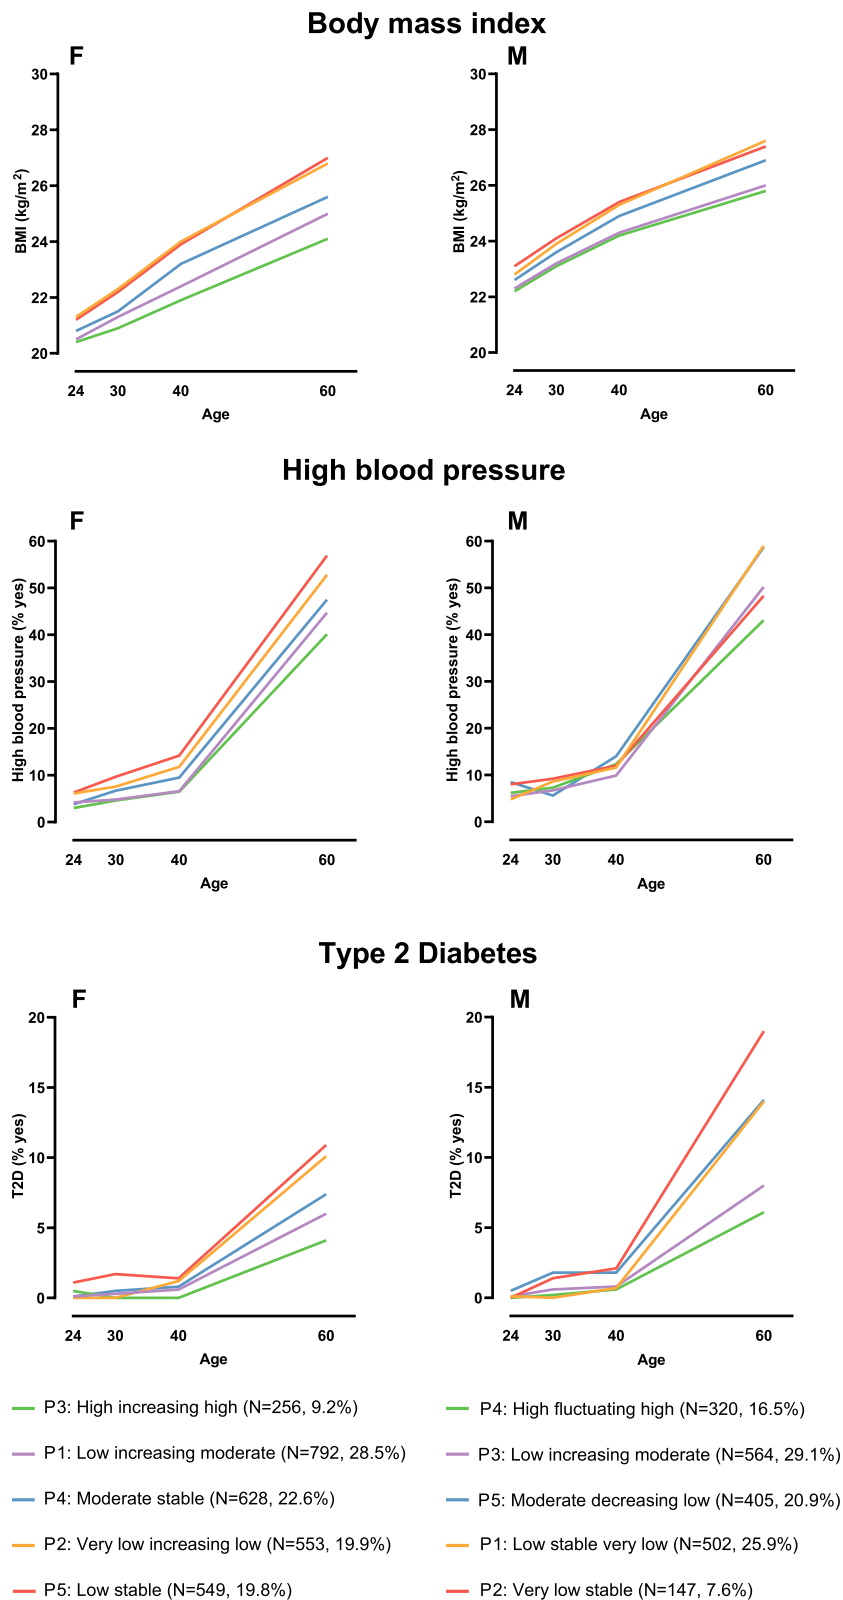 Body mass index
F
M
30
28
26
24
22
20
BMI (kg/m²)
24 30 40 60
Age
30
28
26
24
22
20
BMI (kg/m²)
24 30 40 60
Age
High blood pressure
F
M
60
50
40
30
20
10
0
High blood pressure (% yes)
24 30 40 60
Age
60
50
40
30
20
10
0
High blood pressure (% yes)
24 30 40 60
Age
Type 2 Diabetes
F
M
20
15
10
5
0
T2D (% yes)
24 30 40 60
Age
20
15
10
5
0
T2D (% yes)
24 30 40 60
Age
P3: High increasing high (N=256, 9.2%)
P1: Low increasing moderate (N=792, 28.5%)
P4: Moderate stable (N=628, 22.6%)
P2: Very low increasing low (N=553, 19.9%)
P5: Low stable (N=549, 19.8%)
P4: High fluctuating high (N=320, 16.5%)
P3: Low increasing moderate (N=564, 29.1%)
P5: Moderate decreasing low (N=405, 20.9%)
P1: Low stable very low (N=502, 25.9%)
P2: Very low stable (N=147, 7.6%)